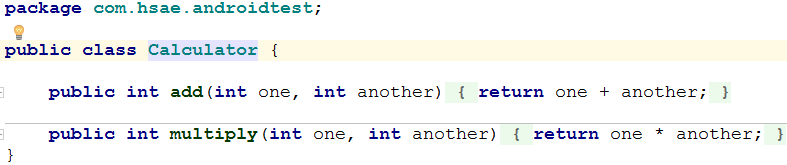 package com.hsae.androidtest;
public class Calculator {
public int add(int one, int another) { return one + another; }
public int multiply(int one, int another) { return one * another; }
}